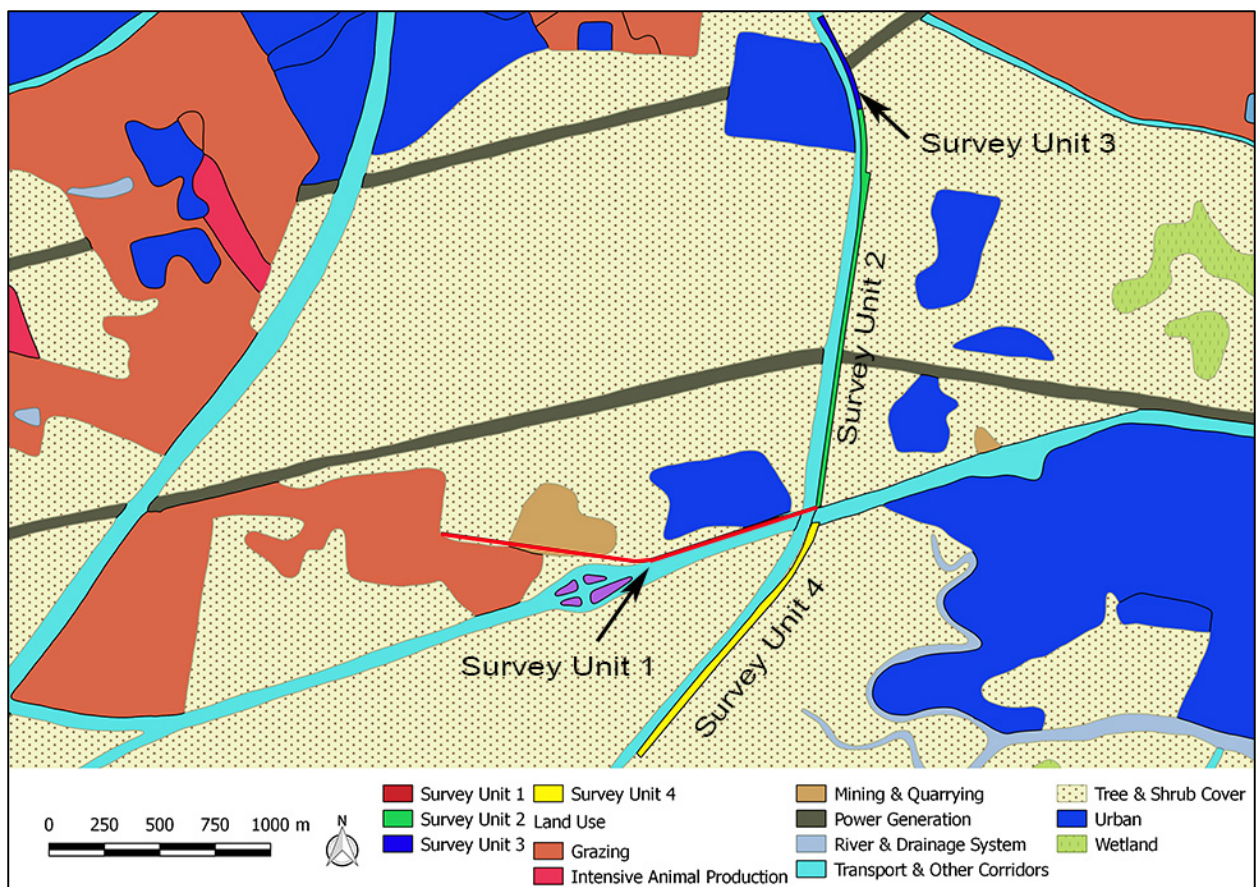 Survey Unit 3
Survey Unit 2
Survey Unit 1
Survey Unit 4
0 250 500 750 1000 m
N
Survey Unit 1
Survey Unit 2
Survey Unit 3
Survey Unit 4
Land Use
Grazing
Intensive Animal Production
Mining & Quarrying
Power Generation
River & Drainage System
Transport & Other Corridors
Tree & Shrub Cover
Urban
Wetland